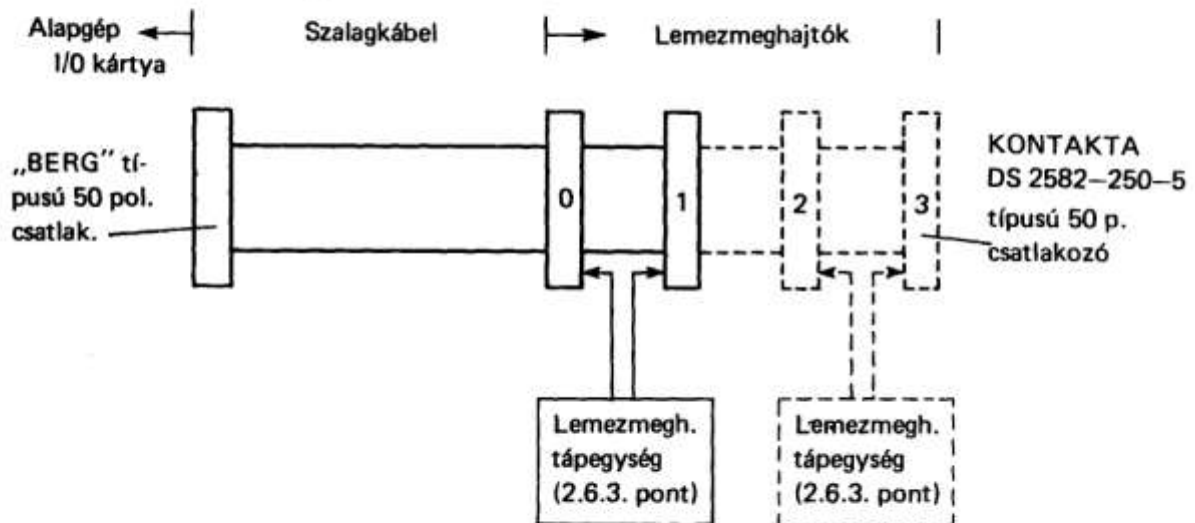 Alapgép
I/0 kártya
Szalagkábel
Lemezmeghajtók
„BERG” tí-
pusú 50 pol.
csatlak.
0
1
2
3
KONTAKTA
DS 2582–250–5
típusú 50 p.
csatlakozó
Lemezmegh.
tápegység
(2.6.3. pont)
Lemezmegh.
tápegység
(2.6.3. pont)